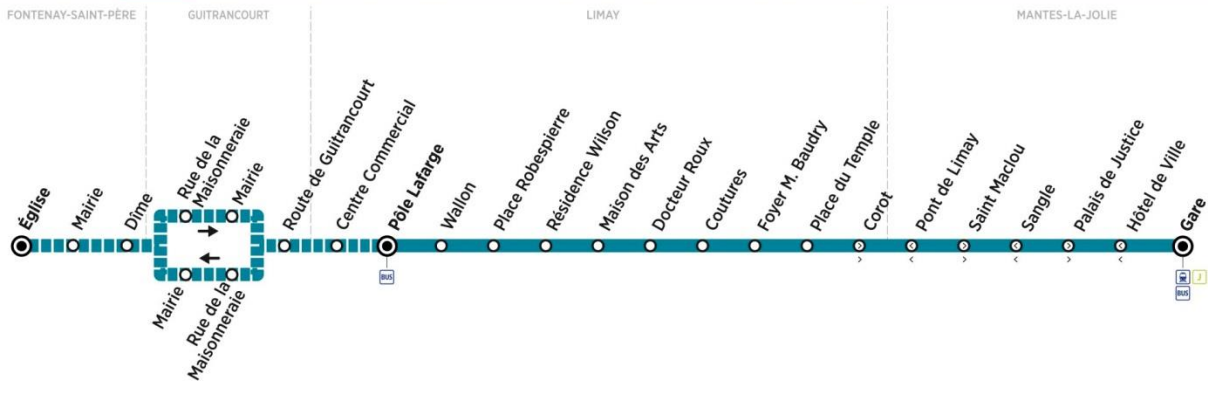 FONTENAY-SAINT-PÈRE
GUITRANCOURT
LIMAY
MANTES-LA-JOLIE
Église
Mairie
Dîme
Rue de la
Maisonneraie
Mairie
Mairie
Rue de la
Maisonneraie
Route de Guitrancourt
Centre Commercial
Pôle Lafarge
BUS
Wallon
Place Robespierre
Résidence Wilson
Maison des Arts
Docteur Roux
Coutures
Foyer M. Baudry
Place du Temple
Corot
Pont de Limay
Saint Maclou
Sangle
Palais de Justice
Hôtel de Ville
Gare
J
BUS